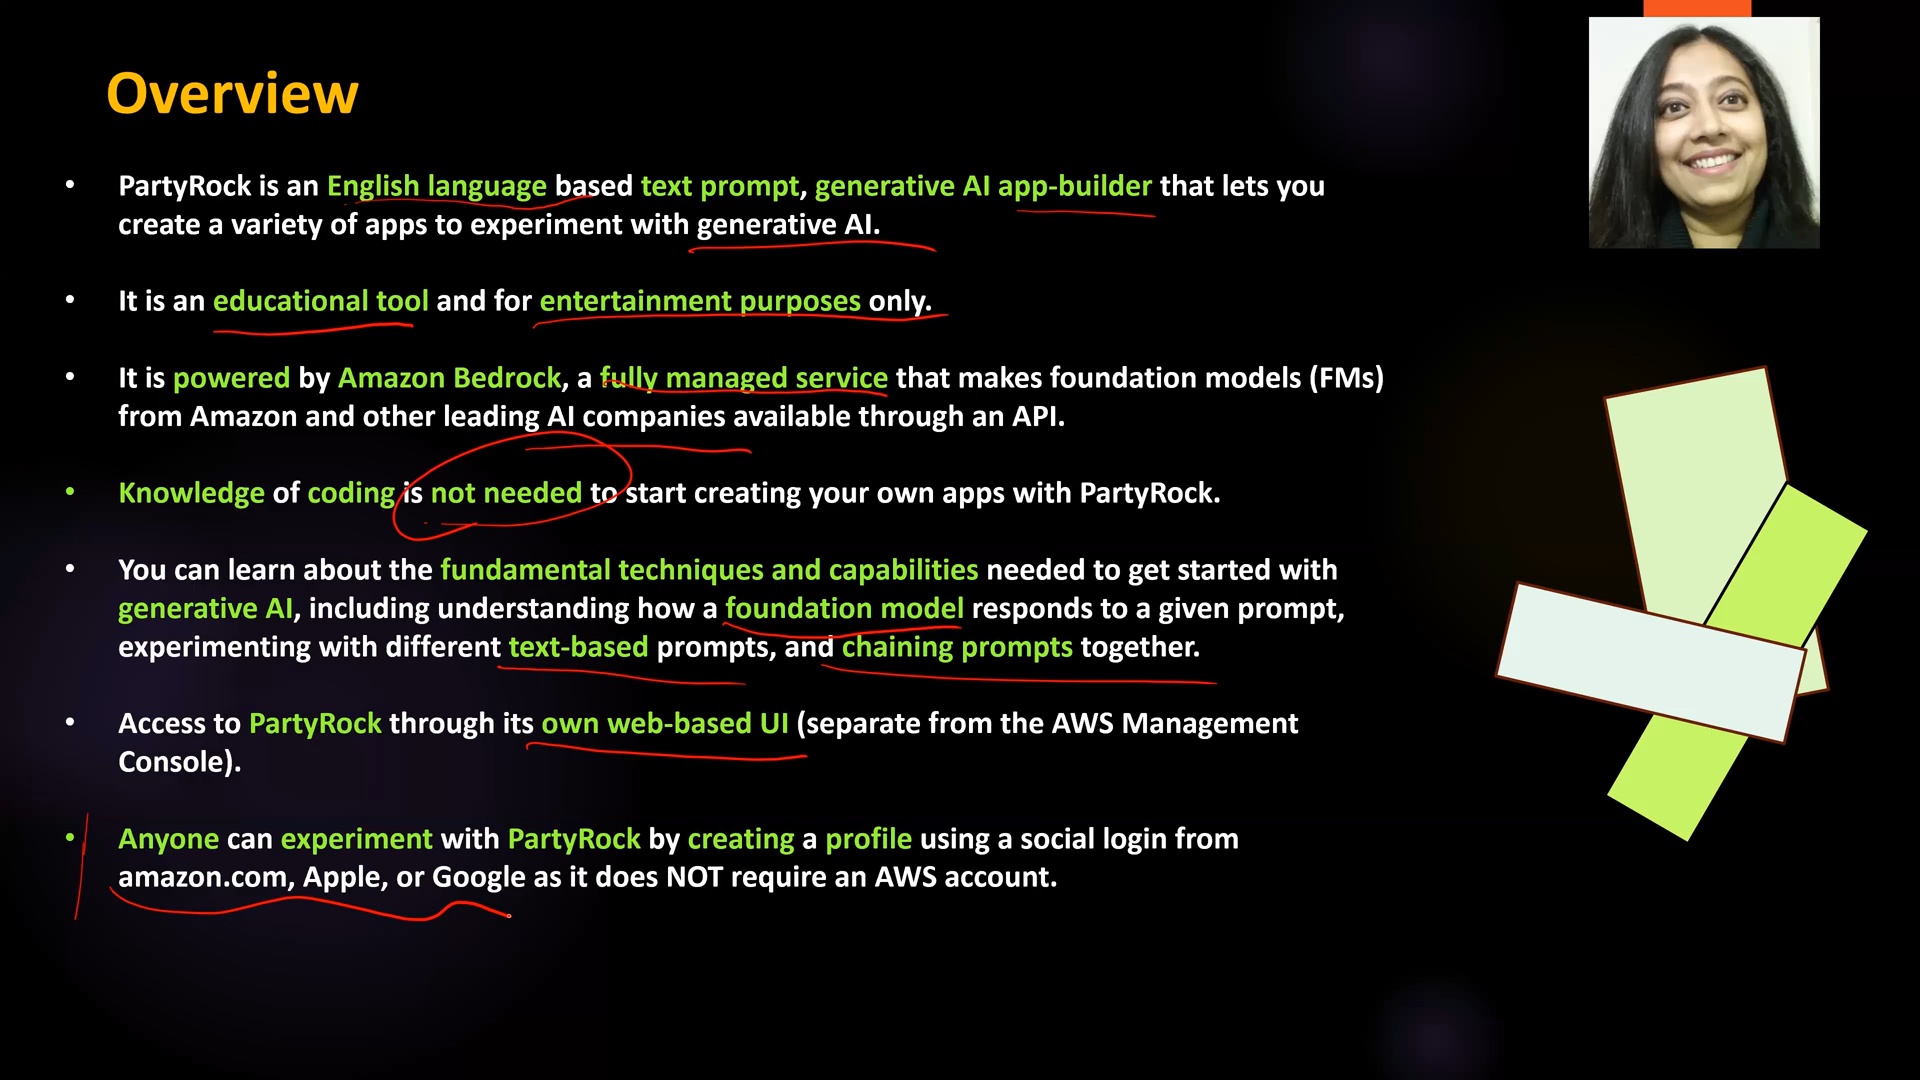 Overview
• PartyRock is an English language based text prompt, generative AI app-builder that lets you
create a variety of apps to experiment with generative AI.
• It is an educational tool and for entertainment purposes only.
• It is powered by Amazon Bedrock, a fully managed service that makes foundation models (FMs)
from Amazon and other leading AI companies available through an API.
• Knowledge of coding is not needed to start creating your own apps with PartyRock.
• You can learn about the fundamental techniques and capabilities needed to get started with
generative AI, including understanding how a foundation model responds to a given prompt,
experimenting with different text-based prompts, and chaining prompts together.
• Access to PartyRock through its own web-based UI (separate from the AWS Management
Console).
• Anyone can experiment with PartyRock by creating a profile using a social login from
amazon.com, Apple, or Google as it does NOT require an AWS account.